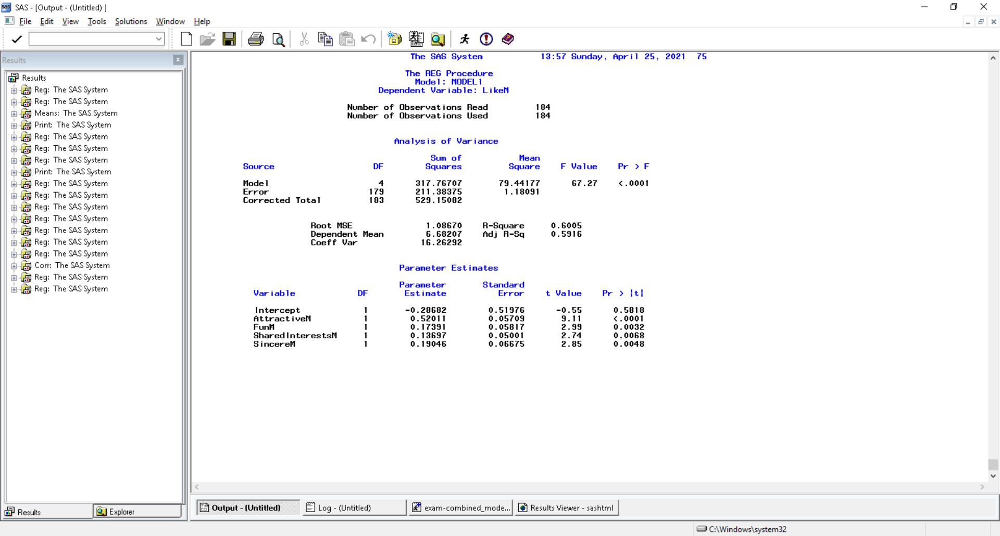 SAS - [Output - (Untitled) ]
File Edit View Tools Solutions Window Help
Results
Results
Reg: The SAS System
Reg: The SAS System
Means: The SAS System
Print: The SAS System
Reg: The SAS System
Reg: The SAS System
Reg: The SAS System
Print: The SAS System
Reg: The SAS System
Reg: The SAS System
Reg: The SAS System
Reg: The SAS System
Reg: The SAS System
Reg: The SAS System
Reg: The SAS System
Corr: The SAS System
Reg: The SAS System
Reg: The SAS System
Results Explorer
The SAS System 13:57 Sunday, April 25, 2021 75
The REG Procedure
Model: MODEL1
Dependent Variable: LikeM
Number of Observations Read 184
Number of Observations Used 184
Analysis of Variance
Sum of Mean
Source DF Squares Square F Value Pr > F
Model 4 317.76707 79.44177 67.27 <.0001
Error 179 211.38375 1.18091
Corrected Total 183 529.15082
Root MSE 1.08670 R-Square 0.6005
Dependent Mean 6.68207 Adj R-Sq 0.5916
Coeff Var 16.26292
Parameter Estimates
Parameter Standard
Variable DF Estimate Error t Value Pr > |t|
Intercept 1 -0.28682 0.51976 -0.55 0.5818
AttractiveM 1 0.52011 0.05709 9.11 <.0001
FunM 1 0.17391 0.05817 2.99 0.0032
SharedInterestsM 1 0.13697 0.05001 2.74 0.0068
SincereM 1 0.19046 0.06675 2.85 0.0048
Output - (Untitled) Log - (Untitled) exam-combined_mode... Results Viewer - sashtml
C:\Windows\system32